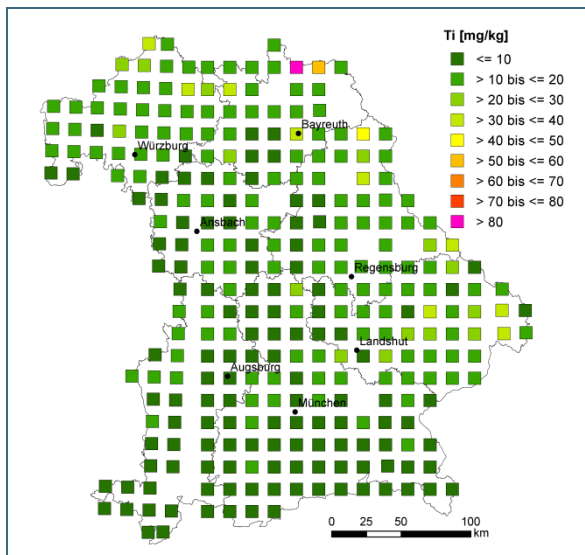 Ti [mg/kg]
<= 10
> 10 bis <= 20
> 20 bis <= 30
> 30 bis <= 40
> 40 bis <= 50
> 50 bis <= 60
> 60 bis <= 70
> 70 bis <= 80
> 80
Bayreuth
Würzburg
Ansbach
Regensburg
Landshut
Augsburg
München
0 25 50 100
km